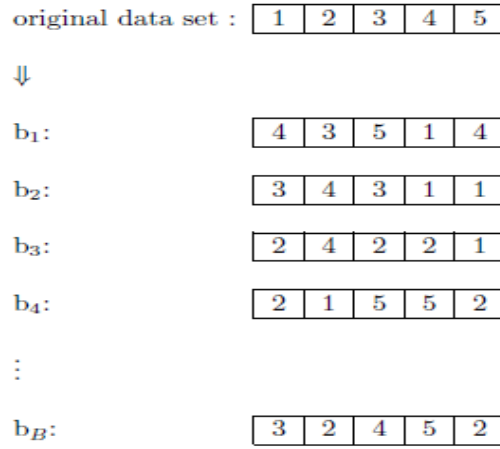 original data set : 1 2 3 4 5
⇓
b₁: 4 3 5 1 4
b₂: 3 4 3 1 1
b₃: 2 4 2 2 1
b₄: 2 1 5 5 2
⋮
b_B: 3 2 4 5 2